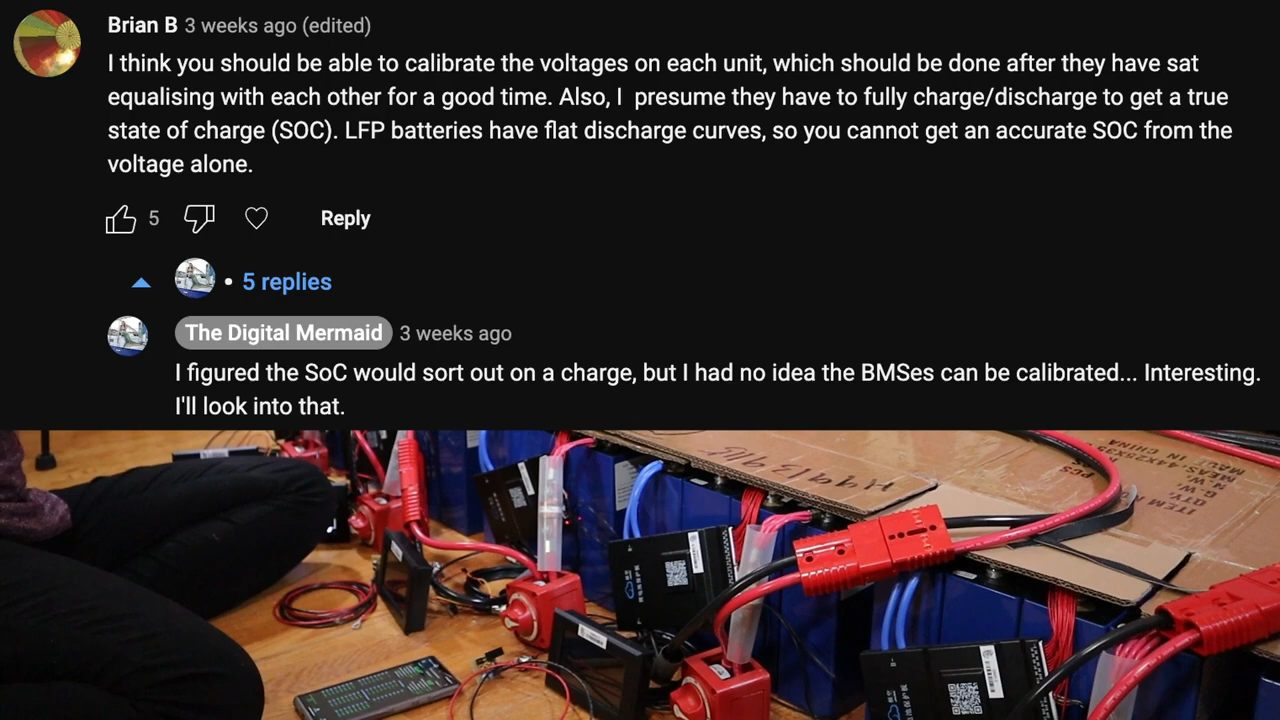 Brian B 3 weeks ago (edited)
I think you should be able to calibrate the voltages on each unit, which should be done after they have sat
equalising with each other for a good time. Also, I  presume they have to fully charge/discharge to get a true
state of charge (SOC). LFP batteries have flat discharge curves, so you cannot get an accurate SOC from the
voltage alone.
5 Reply
• 5 replies
The Digital Mermaid 3 weeks ago
I figured the SoC would sort out on a charge, but I had no idea the BMSes can be calibrated... Interesting.
I'll look into that.
MADE IN CHINA